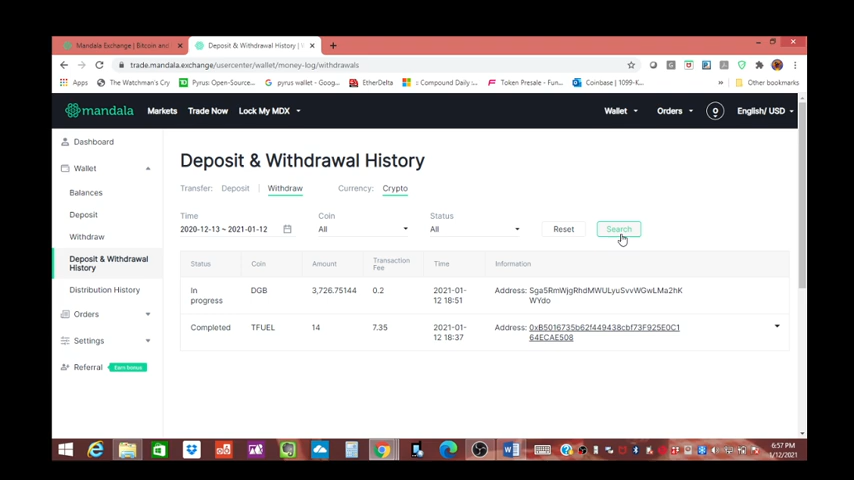 Mandala Exchange | Bitcoin and
Deposit & Withdrawal History |
trade.mandala.exchange/usercenter/wallet/money-log/withdrawals
Apps The Watchman's Cry Pyrus: Open-Source... pyrus wallet - Goog... EtherDelta :: Compound Daily :... Token Presale - Fun... Coinbase | 1099-K... » Other bookmarks
mandala Markets Trade Now Lock My MDX Wallet Orders English/ USD
Dashboard
Wallet
Balances
Deposit
Withdraw
Deposit & Withdrawal
History
Distribution History
Orders
Settings
Referral Earn bonus
Deposit & Withdrawal History
Transfer: Deposit | Withdraw Currency: Crypto
Time Coin Status
2020-12-13 ~ 2021-01-12 All All Reset Search
Status Coin Amount Transaction Time Information
Fee
In DGB 3,726.75144 0.2 2021-01- Address: Sga5RmWjgRhdMWULyuSvvWGwLMa2hK
progress 12 18:51 WYdo
Completed TFUEL 14 7.35 2021-01- Address: 0xB5016735b62f449438cbf73F925E0C1
12 18:37 64ECAE508
6:57 PM
1/12/2021